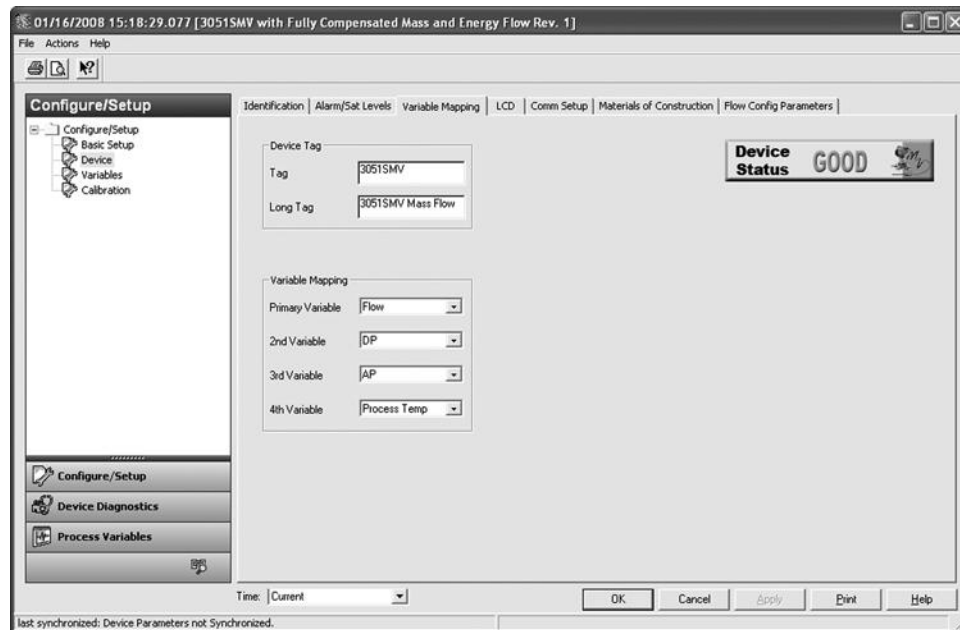 01/16/2008 15:18:29.077 [3051SMV with Fully Compensated Mass and Energy Flow Rev. 1]
File Actions Help
Configure/Setup
Identification Alarm/Sat Levels Variable Mapping LCD Comm Setup Materials of Construction Flow Config Parameters
Configure/Setup
Basic Setup
Device
Variables
Calibration
Device Tag
Tag 3051SMV
Long Tag 3051SMV Mass Flow
Device Status GOOD
Variable Mapping
Primary Variable Flow
2nd Variable DP
3rd Variable AP
4th Variable Process Temp
Configure/Setup
Device Diagnostics
Process Variables
Time: Current
OK Cancel Apply Print Help
last synchronized: Device Parameters not Synchronized.